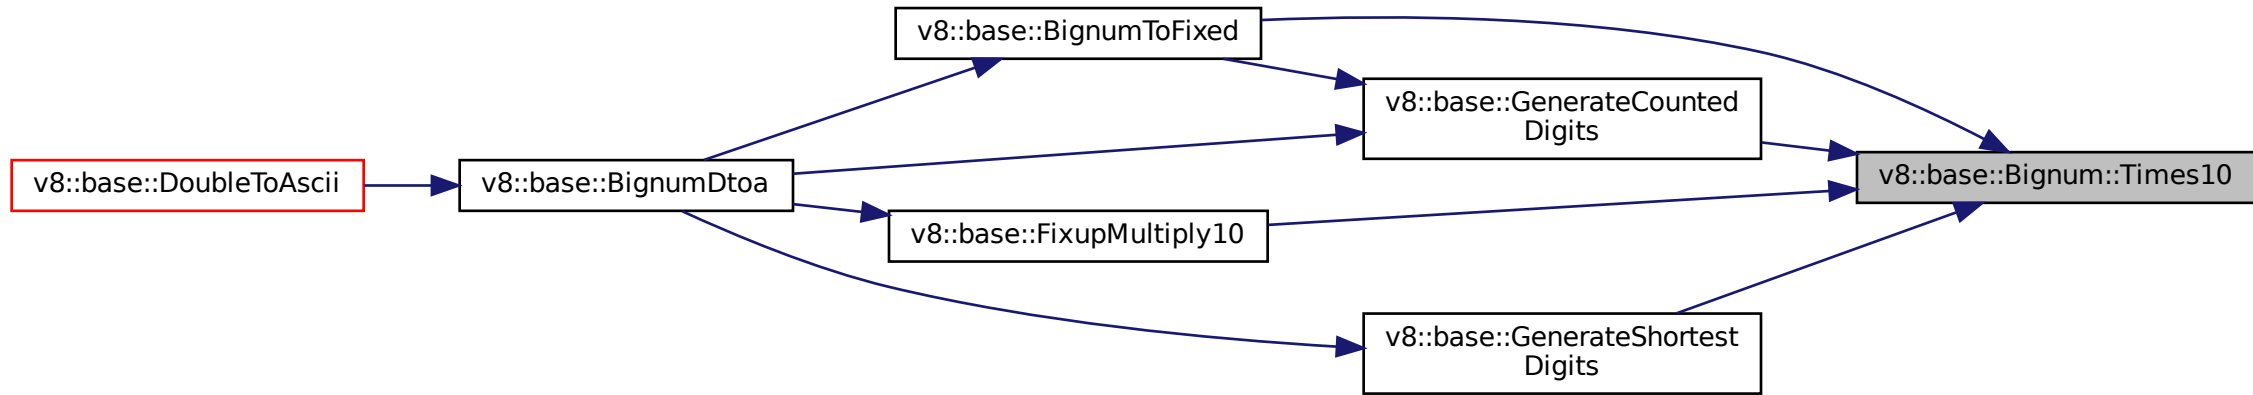 v8::base::BignumToFixed
v8::base::GenerateCounted
Digits
v8::base::DoubleToAscii
v8::base::BignumDtoa
v8::base::Bignum::Times10
v8::base::FixupMultiply10
v8::base::GenerateShortest
Digits